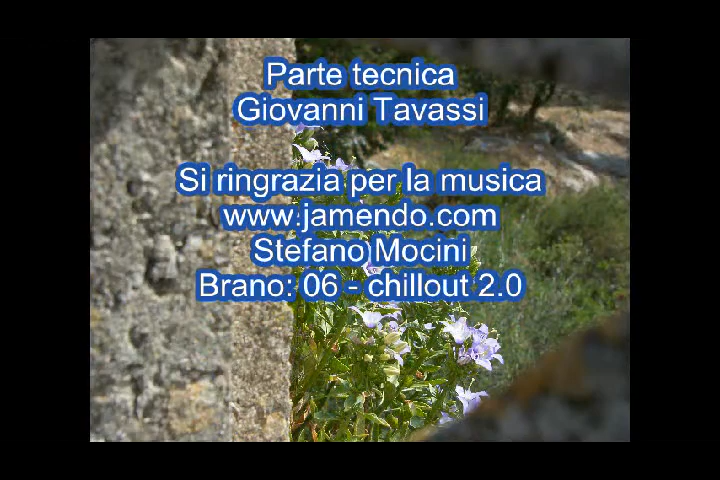 Parte tecnica
Giovanni Tavassi
Si ringrazia per la musica
www.jamendo.com
Stefano Mocini
Brano: 06 - chillout 2.0